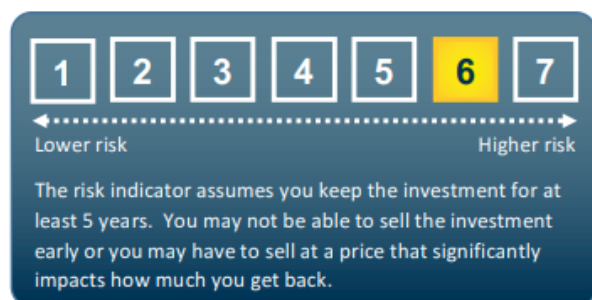 1 2 3 4 5 6 7
Lower risk Higher risk
The risk indicator assumes you keep the investment for at
least 5 years. You may not be able to sell the investment
early or you may have to sell at a price that significantly
impacts how much you get back.